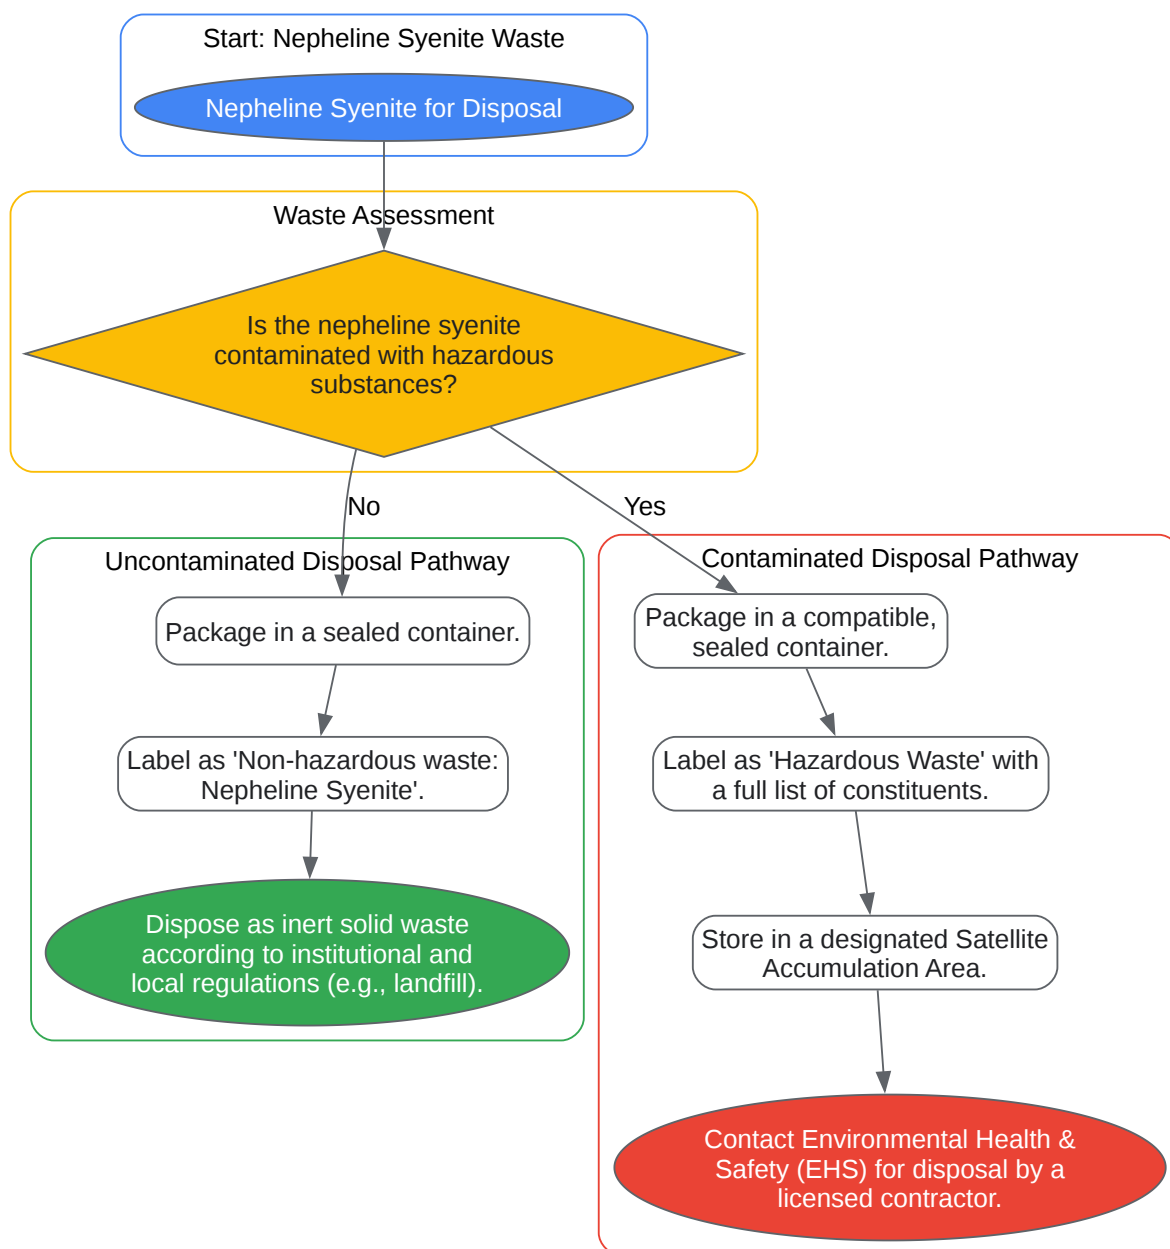 Start: Nepheline Syenite Waste
Nepheline Syenite for Disposal
Waste Assessment
Is the nepheline syenite
contaminated with hazardous
substances?
No
Yes
Uncontaminated Disposal Pathway
Package in a sealed container.
Label as 'Non-hazardous waste:
Nepheline Syenite'.
Dispose as inert solid waste
according to institutional and
local regulations (e.g., landfill).
Contaminated Disposal Pathway
Package in a compatible,
sealed container.
Label as 'Hazardous Waste' with
a full list of constituents.
Store in a designated Satellite
Accumulation Area.
Contact Environmental Health &
Safety (EHS) for disposal by a
licensed contractor.